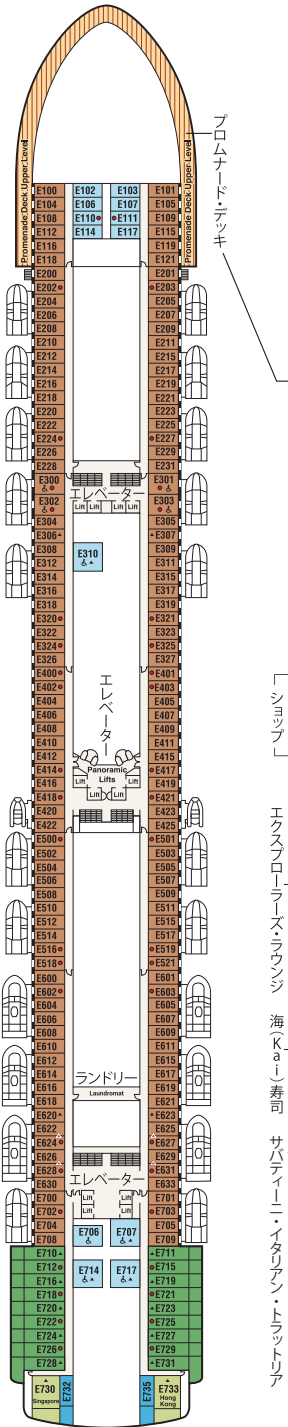 Promenade Deck Upper Level
Promenade Deck Upper Level
プロムナード・デッキ
E100 E102 E103 E101
E104 E106 E107 E105
E108 E110 E111 E109
E112 E114 E117 E115
E116 E119
E118 E121
E200 E201
E202 E203
E204 E205
E206 E207
E208 E209
E210 E211
E212 E215
E214 E217
E216 E219
E218 E221
E220 E223
E222 E225
E224 E227
E226 E229
E228 E231
E300 E301
エレベーター
E302 E303
Lift Lift Lift Lift
E304 E305
E306 E307
E308 E310 E309
E312 E311
E314 E315
E316 E317
E318 E319
E320 E321
E322 E323
E324 E325
E326 E327
E400 E401
E402 E403
エレベーター
E404 E405
E406 E407
E408 E409
E410 E411
E412 E415
E414 E417
Panoramic
Lifts
E416 Lift Lift E419
E418 Lift Lift E421
E420 E423
E422 E425
E500 E501
E502 E503
E504 E505
E506 E507
E508 E509
E510 E511
E512 E515
E514 E517
E516 E519
E518 E521
E600 E601
E602 E603
E604 E605
E606 E607
E608 E609
E610 E611
E612 E615
E614 ランドリー E617
E616 Laundromat E619
E618 E621
E620 E623
E622 E625
E624 E627
E626 E629
E628 エレベーター E631
E630 E633
E700 Lift Lift E701
E702 Lift Lift E703
E704 E705
E708 E706 E707 E709
E710 E711
E712 E714 E717 E715
E716 E719
E718 E721
E720 E723
E722 E725
E724 E727
E726 E729
E728 E731
E730 E732 E735 E733
Singapore Hong
Kong
ショップ
エクスプローラーズ・ラウンジ
海(Kai)寿司
サバティーニ・イタリアン・トラットリア